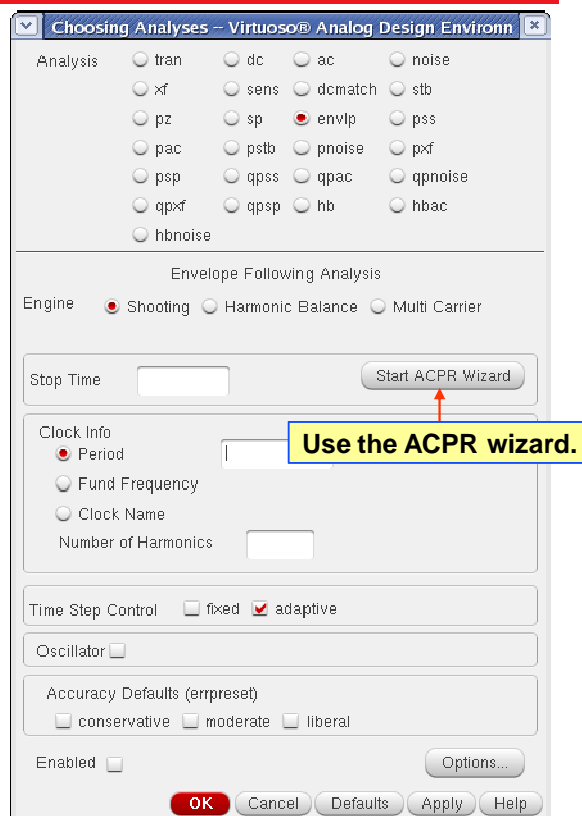 Choosing Analyses – Virtuoso® Analog Design Environn
Analysis tran dc ac noise
xf sens dcmatch stb
pz sp envlp pss
pac pstb pnoise pxf
psp qpss qpac qpnoise
qpxf qpsp hb hbac
hbnoise
Envelope Following Analysis
Engine Shooting Harmonic Balance Multi Carrier
Stop Time Start ACPR Wizard
Use the ACPR wizard.
Clock Info
Period
Fund Frequency
Clock Name
Number of Harmonics
Time Step Control fixed adaptive
Oscillator
Accuracy Defaults (errpreset)
conservative moderate liberal
Enabled Options...
OK Cancel Defaults Apply Help